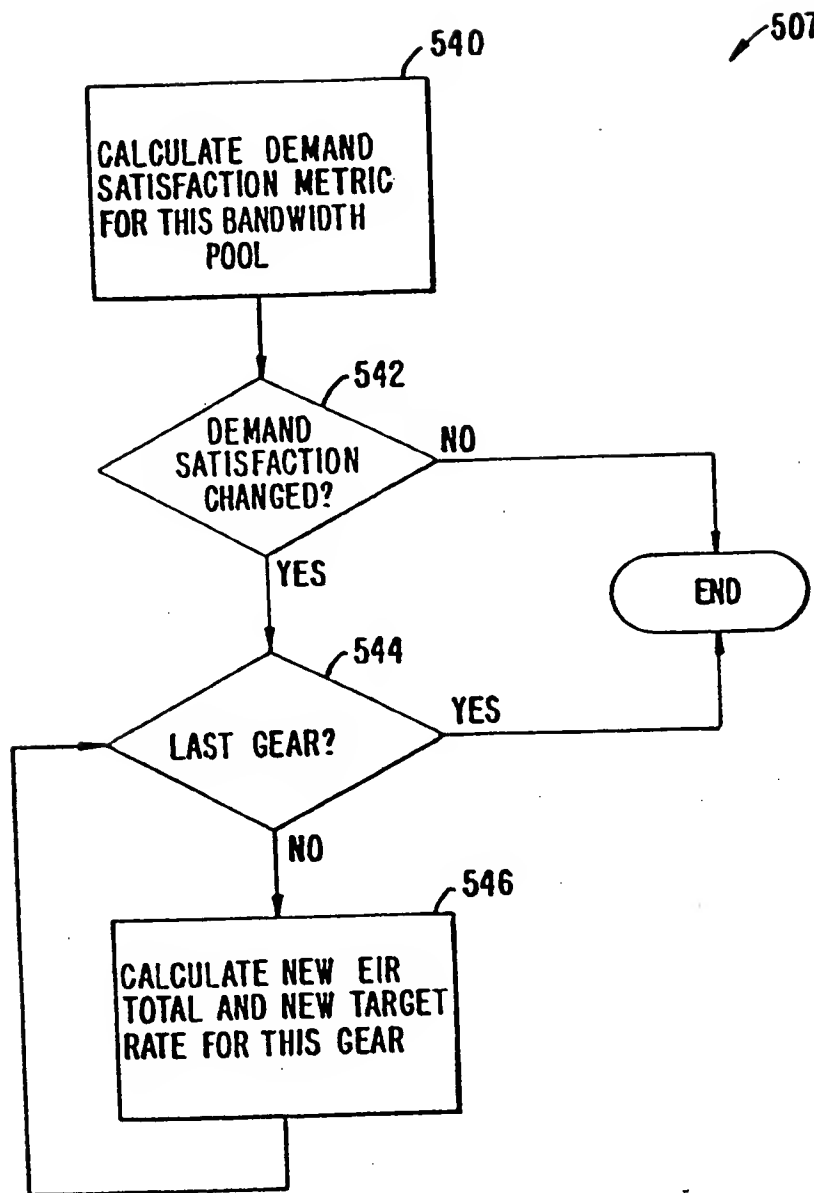 507
540
CALCULATE DEMAND
SATISFACTION METRIC
FOR THIS BANDWIDTH
POOL
542
DEMAND
SATISFACTION
CHANGED?
NO
YES
END
544
LAST GEAR?
YES
NO
546
CALCULATE NEW EIR
TOTAL AND NEW TARGET
RATE FOR THIS GEAR